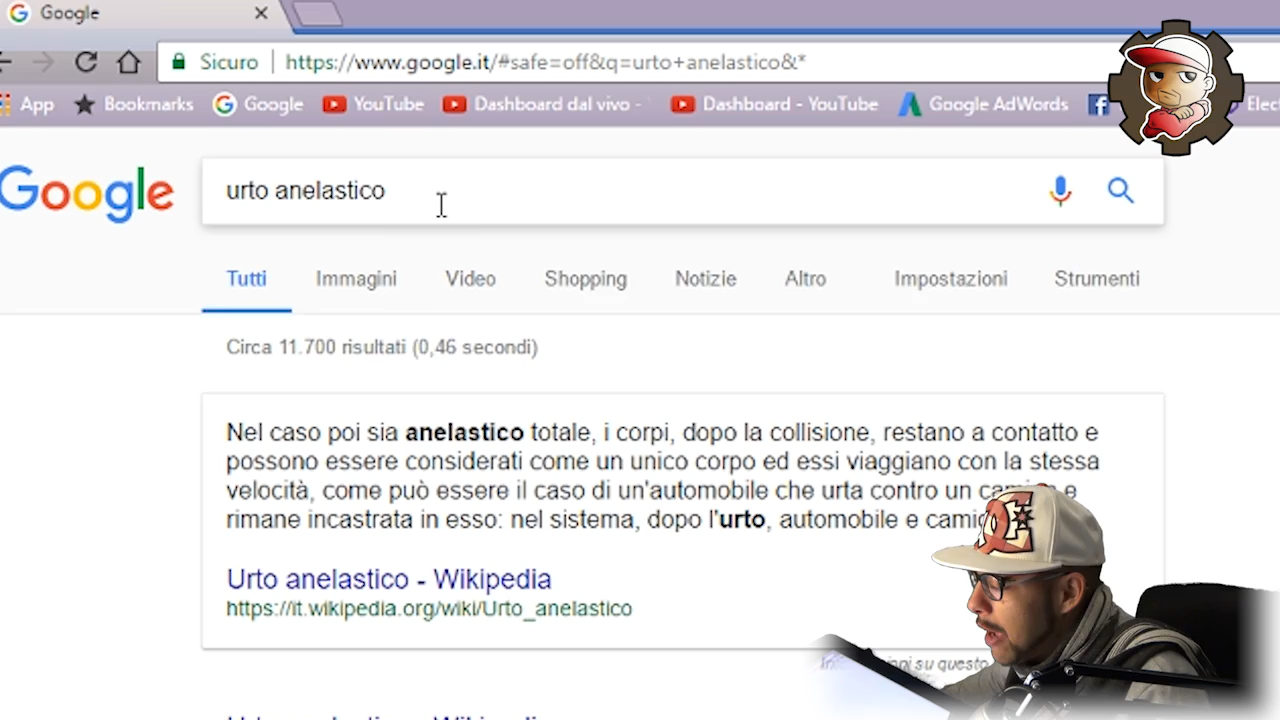 Google
Sicuro https://www.google.it/#safe=off&q=urto+anelastico&*
App Bookmarks Google YouTube Dashboard dal vivo - Dashboard - YouTube Google AdWords
Google urto anelastico
Tutti Immagini Video Shopping Notizie Altro Impostazioni Strumenti
Circa 11.700 risultati (0,46 secondi)
Nel caso poi sia anelastico totale, i corpi, dopo la collisione, restano a contatto e
possono essere considerati come un unico corpo ed essi viaggiano con la stessa
velocità, come può essere il caso di un'automobile che urta contro un e
rimane incastrata in esso: nel sistema, dopo l'urto, automobile e
Urto anelastico - Wikipedia
https://it.wikipedia.org/wiki/Urto_anelastico
su questo